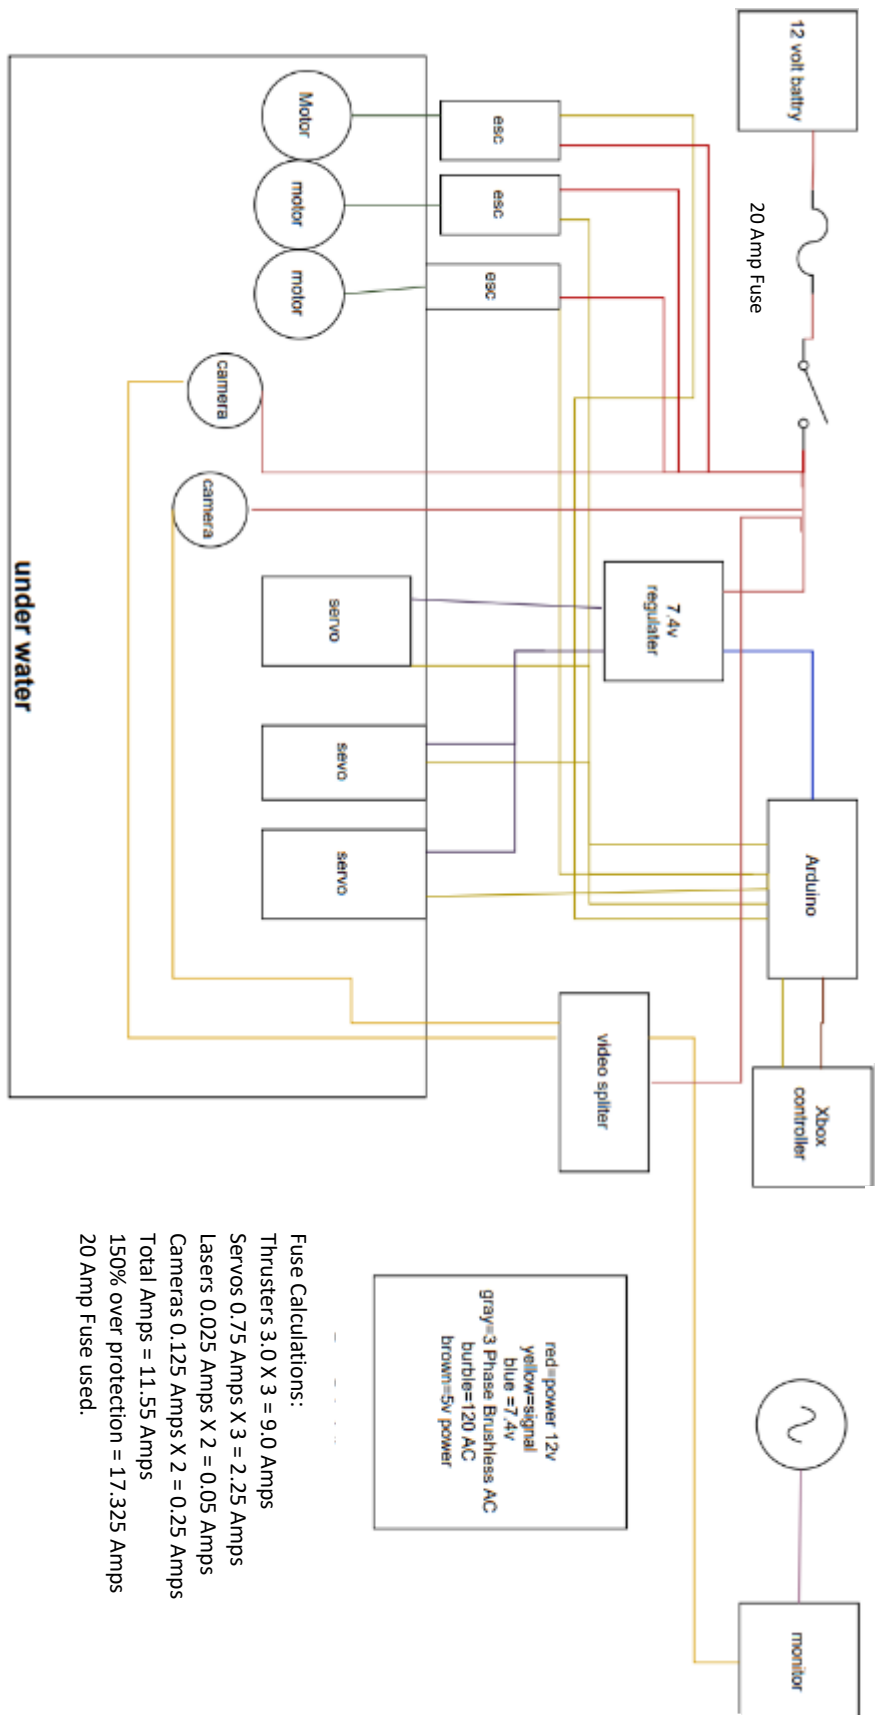 12 volt battry
20 Amp Fuse
esc
esc
esc
Motor
motor
motor
camera
camera
7.4v
regulater
servo
sevo
servo
Arduino
Xbox
controller
video spliter
monitor
under water
red=power 12v
yellow=signal
blue =7.4v
gray=3 Phase Brushless AC
burble=120 AC
brown=5v power
Fuse Calculations:
Thrusters 3.0 X 3 = 9.0 Amps
Servos 0.75 Amps X 3 = 2.25 Amps
Lasers 0.025 Amps X 2 = 0.05 Amps
Cameras 0.125 Amps X 2 = 0.25 Amps
Total Amps = 11.55 Amps
150% over protection = 17.325 Amps
20 Amp Fuse used.